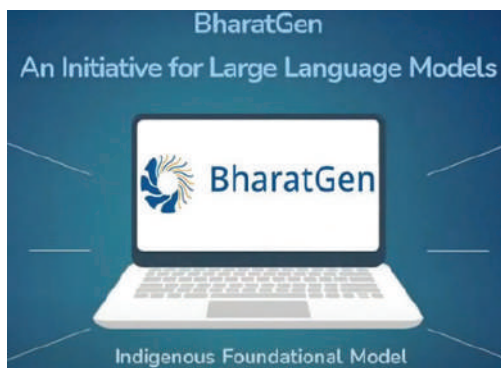 BharatGen
An Initiative for Large Language Models
BharatGen
Indigenous Foundational Model